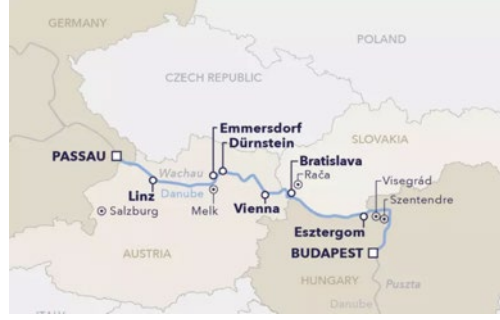 GERMANY
POLAND
CZECH REPUBLIC
Emmersdorf
Dürnstein
SLOVAKIA
PASSAU
Wachau
Bratislava
Rača
Visegrád
Linz
Danube
Szentendre
Salzburg
Melk
Vienna
Esztergom
AUSTRIA
BUDAPEST
HUNGARY
Puszta
Danube
ITALY